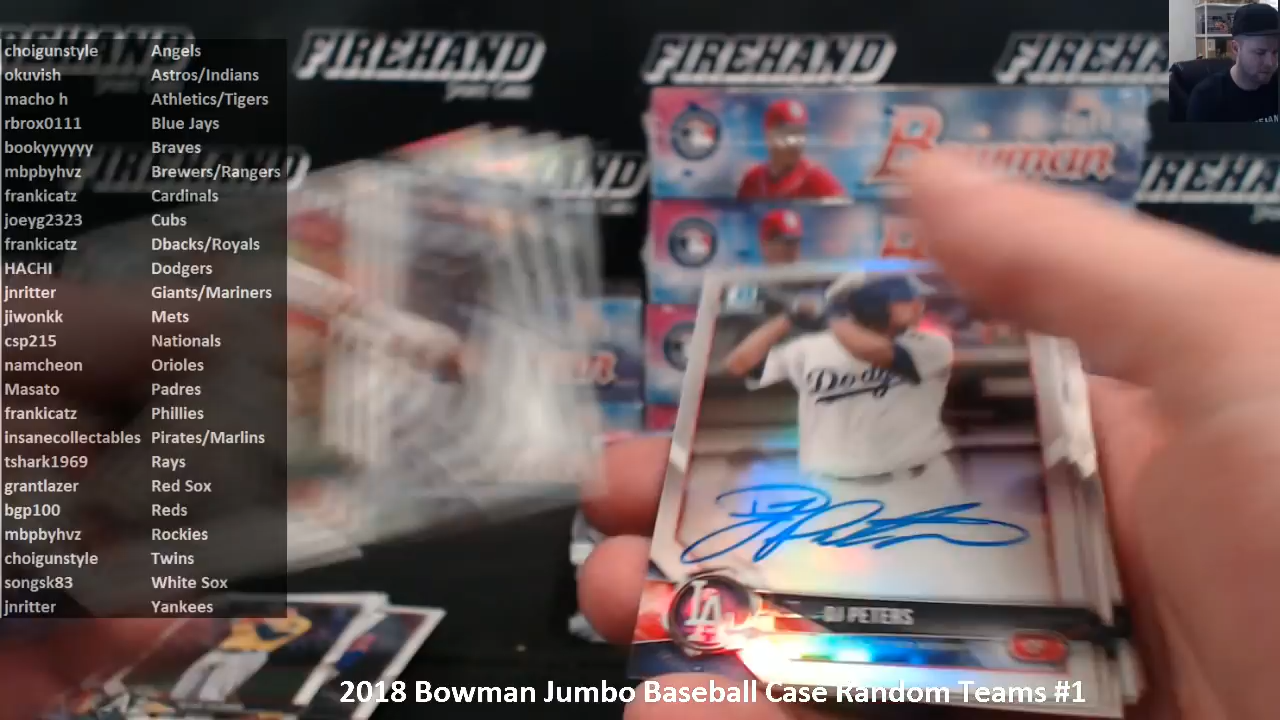 choigunstyle Angels
okuvish Astros/Indians
macho h Athletics/Tigers
rbrox0111 Blue Jays
bookyyyyyy Braves
mbpbyhvz Brewers/Rangers
frankicatz Cardinals
joeyg2323 Cubs
frankicatz Dbacks/Royals
HACHI Dodgers
jnritter Giants/Mariners
jiwonkk Mets
csp215 Nationals
namcheon Orioles
Masato Padres
frankicatz Phillies
insanecollectables Pirates/Marlins
tshark1969 Rays
grantlazer Red Sox
bgp100 Reds
mbpbyhvz Rockies
choigunstyle Twins
songsk83 White Sox
jnritter Yankees
FIREHAND
FIREHAND
FIREH
Bowman
FIREHAND
Dodg
LA
DJ PETERS
2018 Bowman Jumbo Baseball Case Random Teams #1